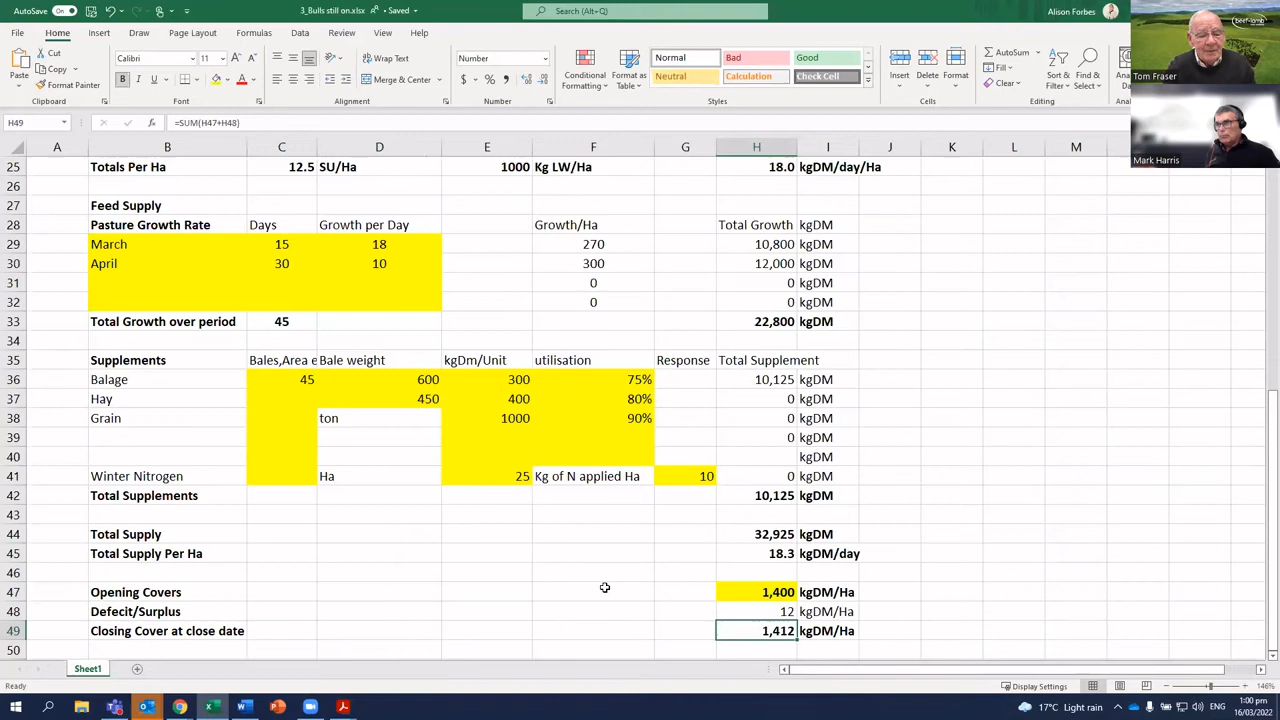 AutoSave On 3_Bulls still on.xlsx • Saved Search (Alt+Q) Alison Forbes
File Home Insert Draw Page Layout Formulas Data Review View Help
Paste Cut Copy Format Painter Calibri 11 Wrap Text Merge & Center Number Conditional Formatting Format as Table Normal Bad Good Neutral Calculation Check Cell Insert Delete Format AutoSum Fill Clear Sort & Filter Find & Select
Clipboard Font Alignment Number Styles Cells Editing
beef+lamb
Tom Fraser
Mark Harris
H49 =SUM(H47+H48)
A B C D E F G H I J K L M
25 Totals Per Ha 12.5 SU/Ha 1000 Kg LW/Ha 18.0 kgDM/day/Ha
26
27 Feed Supply
28 Pasture Growth Rate Days Growth per Day Growth/Ha Total Growth kgDM
29 March 15 18 270 10,800 kgDM
30 April 30 10 300 12,000 kgDM
31 0 0 kgDM
32 0 0 kgDM
33 Total Growth over period 45 22,800 kgDM
34
35 Supplements Bales,Area e Bale weight kgDm/Unit utilisation Response Total Supplement
36 Balage 45 600 300 75% 10,125 kgDM
37 Hay 450 400 80% 0 kgDM
38 Grain ton 1000 90% 0 kgDM
39 0 kgDM
40 kgDM
41 Winter Nitrogen Ha 25 Kg of N applied Ha 10 0 kgDM
42 Total Supplements 10,125 kgDM
43
44 Total Supply 32,925 kgDM
45 Total Supply Per Ha 18.3 kgDM/day
46
47 Opening Covers 1,400 kgDM/Ha
48 Defecit/Surplus 12 kgDM/Ha
49 Closing Cover at close date 1,412 kgDM/Ha
50
Sheet1
Ready Display Settings 146%
17°C Light rain ENG 1:00 pm
16/03/2022